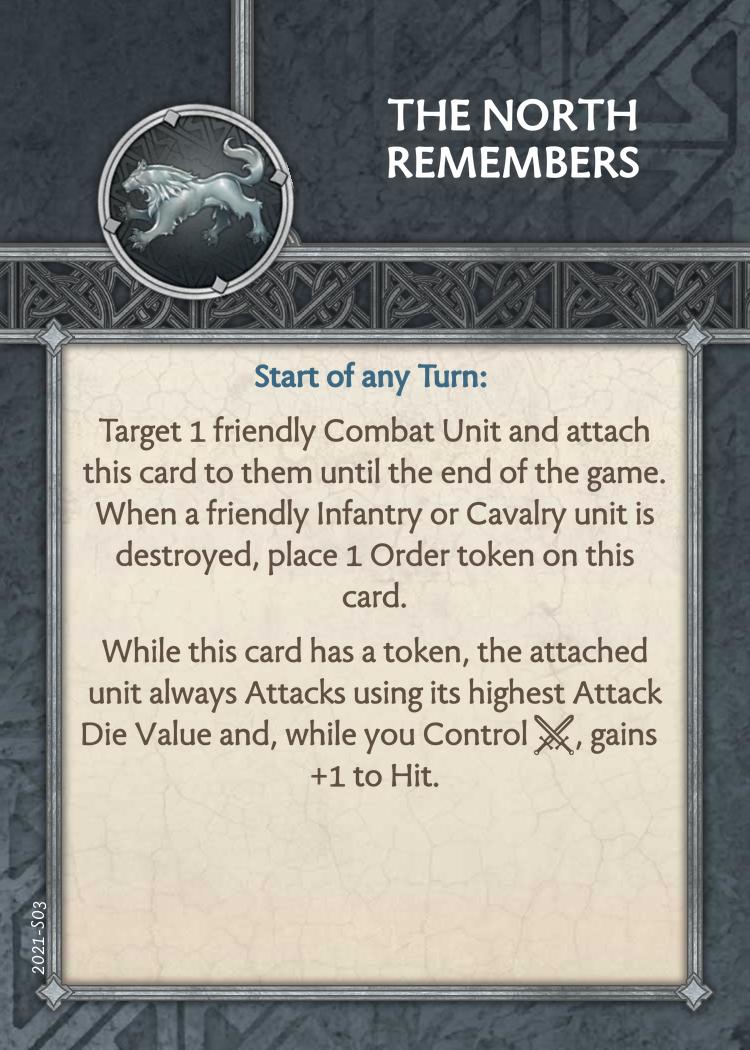 THE NORTH
REMEMBERS
Start of any Turn:
Target 1 friendly Combat Unit and attach
this card to them until the end of the game.
When a friendly Infantry or Cavalry unit is
destroyed, place 1 Order token on this
card.
While this card has a token, the attached
unit always Attacks using its highest Attack
Die Value and, while you Control , gains
+1 to Hit.
2021-S03